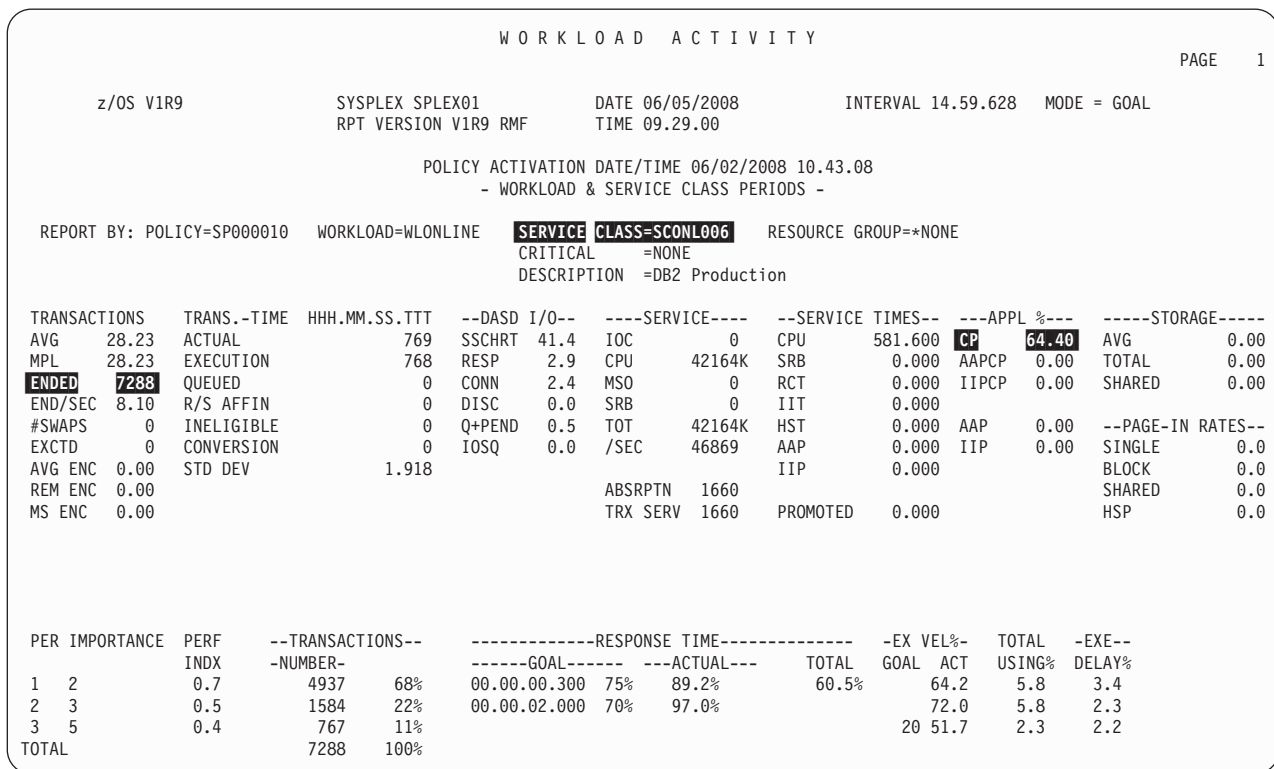 W O R K L O A D   A C T I V I T Y
PAGE 1
z/OS V1R9 SYSPLEX SPLEX01 DATE 06/05/2008 INTERVAL 14.59.628 MODE = GOAL
RPT VERSION V1R9 RMF TIME 09.29.00
POLICY ACTIVATION DATE/TIME 06/02/2008 10.43.08
- WORKLOAD & SERVICE CLASS PERIODS -
REPORT BY: POLICY=SP000010 WORKLOAD=WLONLINE SERVICE CLASS=SCONL006 RESOURCE GROUP=*NONE
CRITICAL =NONE
DESCRIPTION =DB2 Production
TRANSACTIONS TRANS.-TIME HHH.MM.SS.TTT --DASD I/O-- ----SERVICE---- --SERVICE TIMES-- ---APPL %--- -----STORAGE-----
AVG 28.23 ACTUAL 769 SSCHRT 41.4 IOC 0 CPU 581.600 CP 64.40 AVG 0.00
MPL 28.23 EXECUTION 768 RESP 2.9 CPU 42164K SRB 0.000 AAPCP 0.00 TOTAL 0.00
ENDED 7288 QUEUED 0 CONN 2.4 MSO 0 RCT 0.000 IIPCP 0.00 SHARED 0.00
END/SEC 8.10 R/S AFFIN 0 DISC 0.0 SRB 0 IIT 0.000
#SWAPS 0 INELIGIBLE 0 Q+PEND 0.5 TOT 42164K HST 0.000 AAP 0.00 --PAGE-IN RATES--
EXCTD 0 CONVERSION 0 IOSQ 0.0 /SEC 46869 AAP 0.000 IIP 0.00 SINGLE 0.0
AVG ENC 0.00 STD DEV 1.918 IIP 0.000 BLOCK 0.0
REM ENC 0.00 ABSRPTN 1660 SHARED 0.0
MS ENC 0.00 TRX SERV 1660 PROMOTED 0.000 HSP 0.0
PER IMPORTANCE PERF --TRANSACTIONS-- -------------RESPONSE TIME-------------- -EX VEL%- TOTAL -EXE--
INDX -NUMBER- ------GOAL------ ---ACTUAL--- TOTAL GOAL ACT USING% DELAY%
1 2 0.7 4937 68% 00.00.00.300 75% 89.2% 60.5% 64.2 5.8 3.4
2 3 0.5 1584 22% 00.00.02.000 70% 97.0% 72.0 5.8 2.3
3 5 0.4 767 11% 20 51.7 2.3 2.2
TOTAL 7288 100%